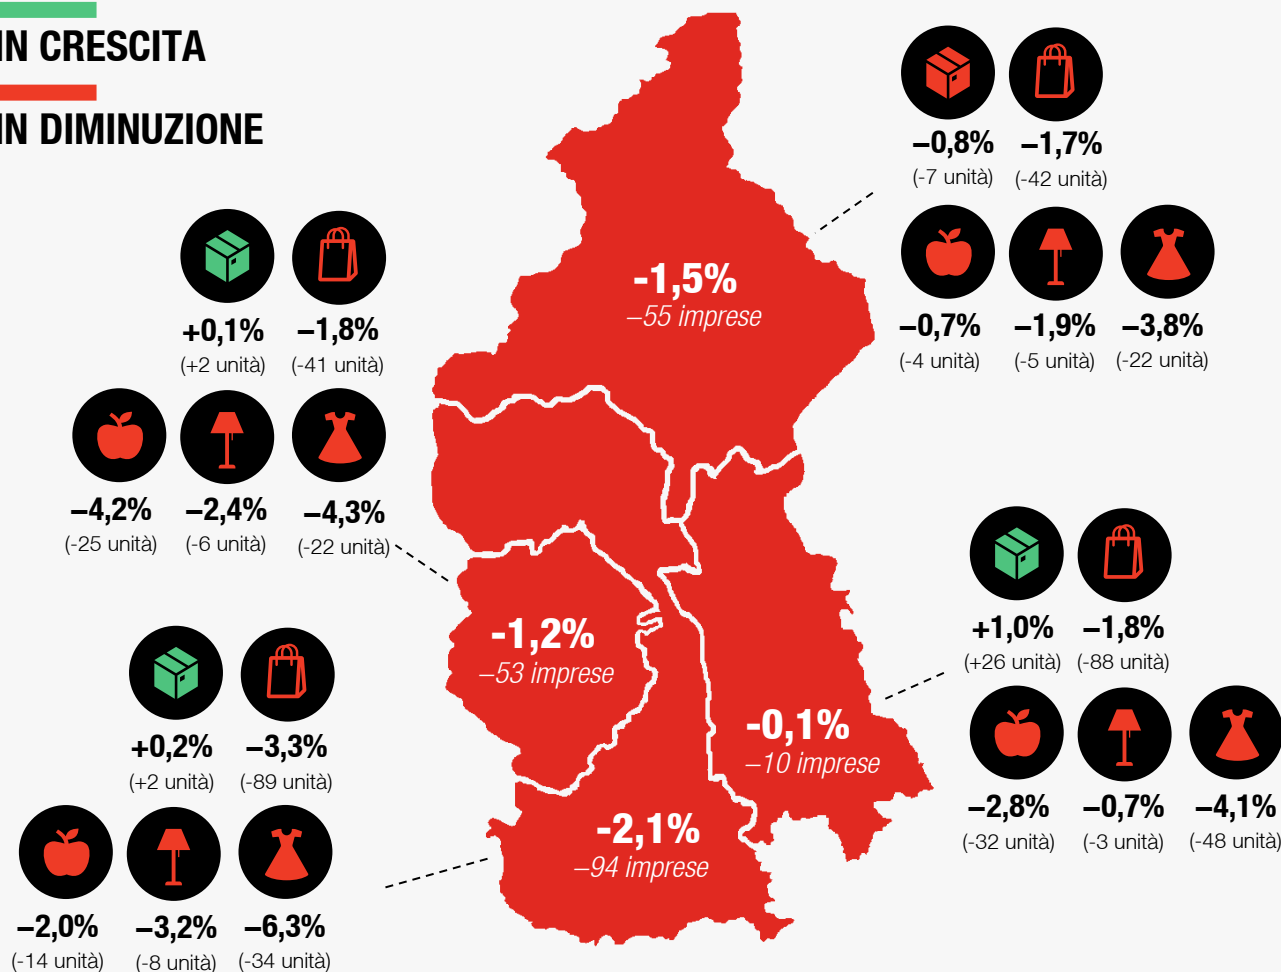 IN CRESCITA
IN DIMINUZIONE
−0,8% −1,7%
(-7 unità) (-42 unità)
−0,7% −1,9% −3,8%
(-4 unità) (-5 unità) (-22 unità)
-1,5%
−55 imprese
+0,1% −1,8%
(+2 unità) (-41 unità)
−4,2% −2,4% −4,3%
(-25 unità) (-6 unità) (-22 unità)
-1,2%
−53 imprese
+1,0% −1,8%
(+26 unità) (-88 unità)
−2,8% −0,7% −4,1%
(-32 unità) (-3 unità) (-48 unità)
-0,1%
−10 imprese
+0,2% −3,3%
(+2 unità) (-89 unità)
−2,0% −3,2% −6,3%
(-14 unità) (-8 unità) (-34 unità)
-2,1%
−94 imprese